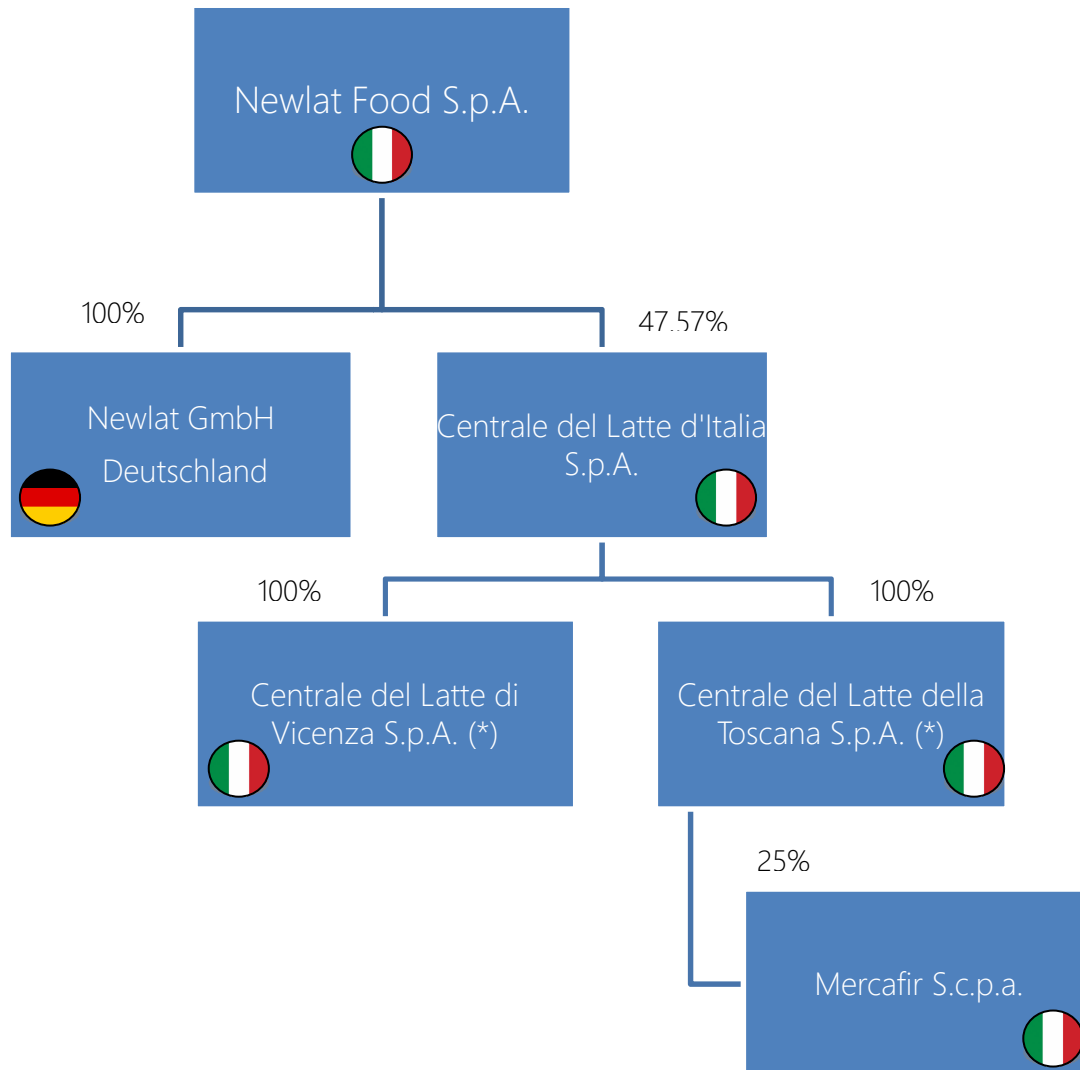 Newlat Food S.p.A.
100%
47.57%
Newlat GmbH
Deutschland
Centrale del Latte d'Italia
S.p.A.
100%
100%
Centrale del Latte di
Vicenza S.p.A. (*)
Centrale del Latte della
Toscana S.p.A. (*)
25%
Mercafir S.c.p.a.